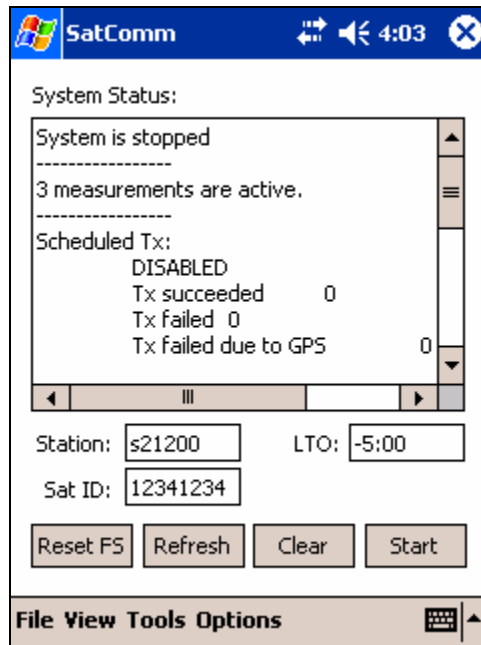 SatComm 4:03
System Status:
System is stopped
-----------------
3 measurements are active.
-----------------
Scheduled Tx:
DISABLED
Tx succeeded 0
Tx failed 0
Tx failed due to GPS 0
Station: s21200 LTO: -5:00
Sat ID: 12341234
Reset FS Refresh Clear Start
File View Tools Options